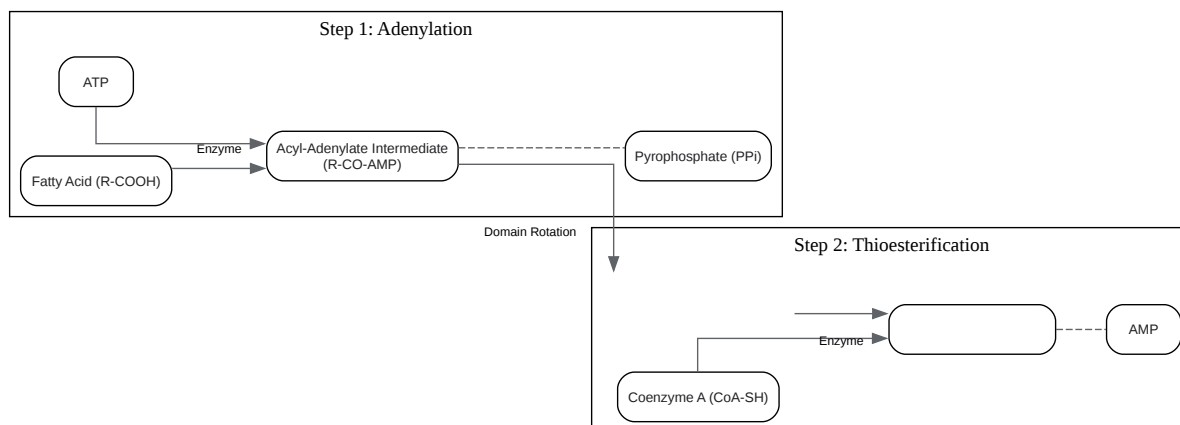 Step 1: Adenylation
ATP
Enzyme
Fatty Acid (R-COOH)
Acyl-Adenylate Intermediate
(R-CO-AMP)
Pyrophosphate (PPi)
Domain Rotation
Step 2: Thioesterification
Enzyme
AMP
Coenzyme A (CoA-SH)